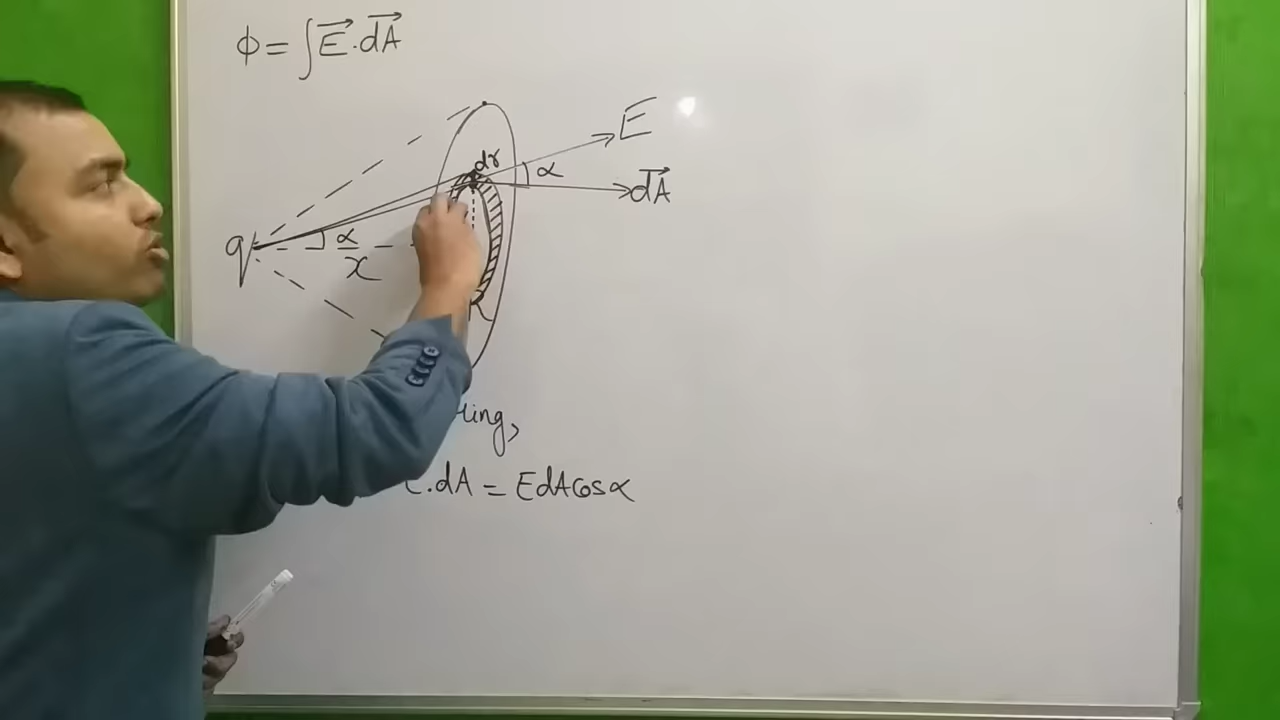 ϕ = ∫E⃗.dA⃗
E
dr
α
dA⃗
q
α
x
R
ring,
.dA = EdAcosα